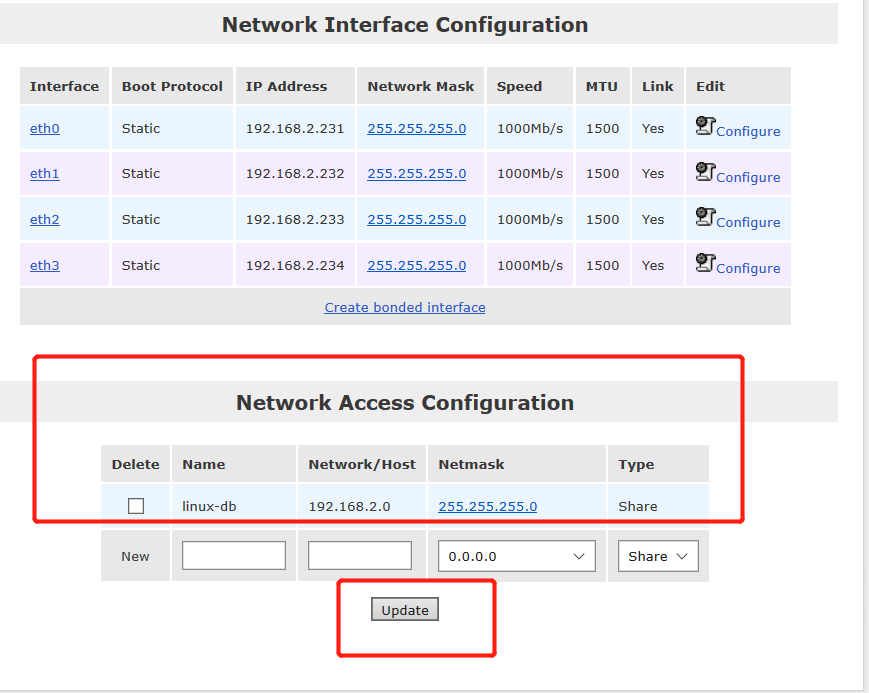 Network Interface Configuration
Interface Boot Protocol IP Address Network Mask Speed MTU Link Edit
eth0 Static 192.168.2.231 255.255.255.0 1000Mb/s 1500 Yes Configure
eth1 Static 192.168.2.232 255.255.255.0 1000Mb/s 1500 Yes Configure
eth2 Static 192.168.2.233 255.255.255.0 1000Mb/s 1500 Yes Configure
eth3 Static 192.168.2.234 255.255.255.0 1000Mb/s 1500 Yes Configure
Create bonded interface
Network Access Configuration
Delete Name Network/Host Netmask Type
linux-db 192.168.2.0 255.255.255.0 Share
New 0.0.0.0 Share
Update